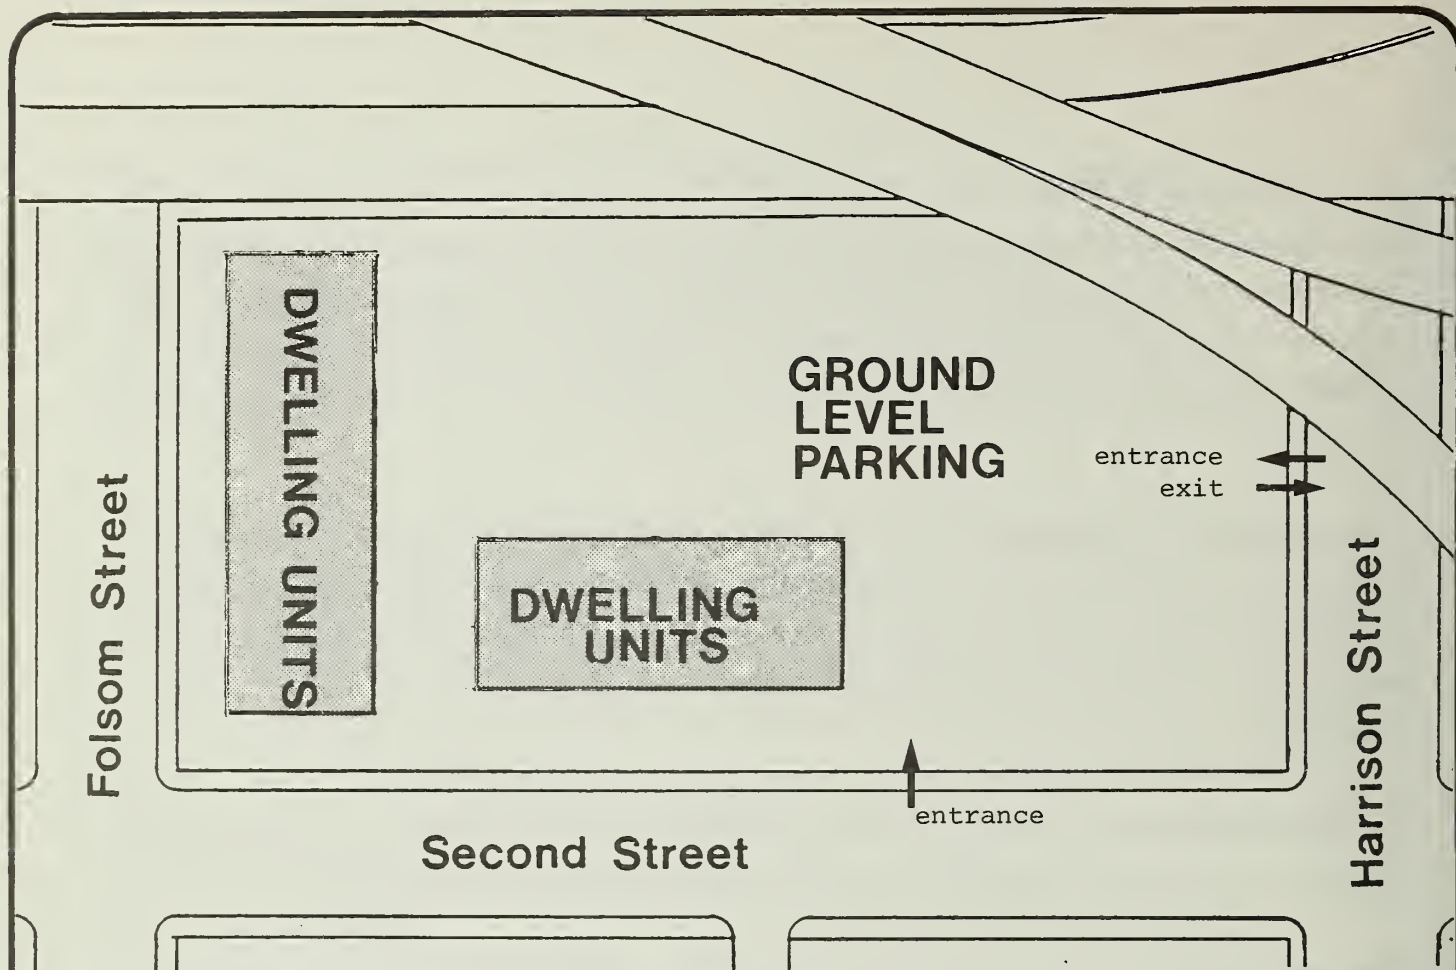 DWELLING UNITS
GROUND
LEVEL
PARKING
entrance
exit
Folsom Street
DWELLING
UNITS
Harrison Street
entrance
Second Street